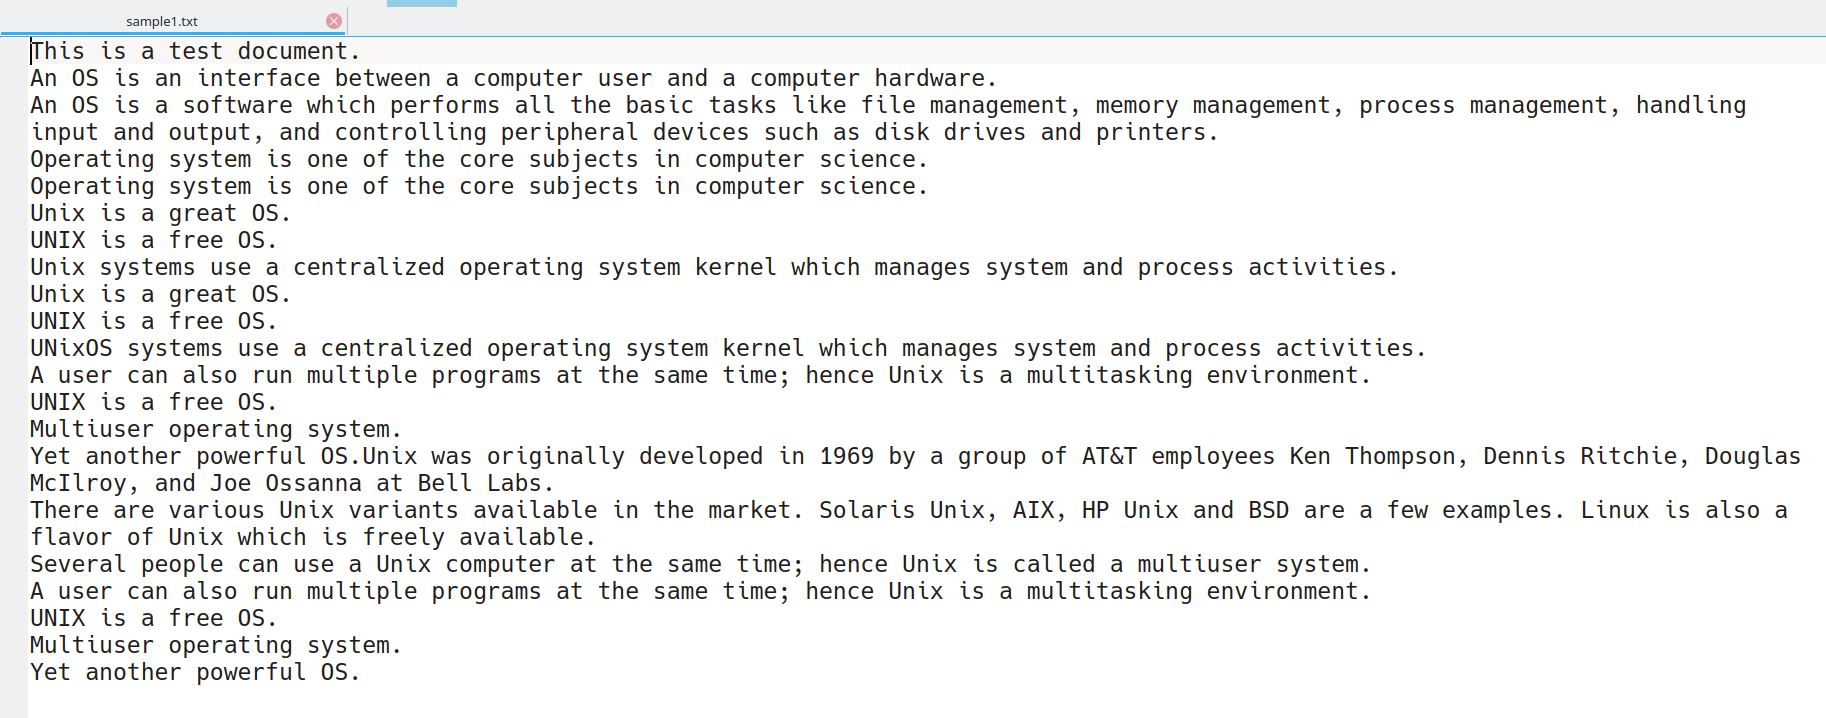 sample1.txt
This is a test document.
An OS is an interface between a computer user and a computer hardware.
An OS is a software which performs all the basic tasks like file management, memory management, process management, handling
input and output, and controlling peripheral devices such as disk drives and printers.
Operating system is one of the core subjects in computer science.
Operating system is one of the core subjects in computer science.
Unix is a great OS.
UNIX is a free OS.
Unix systems use a centralized operating system kernel which manages system and process activities.
Unix is a great OS.
UNIX is a free OS.
UNixOS systems use a centralized operating system kernel which manages system and process activities.
A user can also run multiple programs at the same time; hence Unix is a multitasking environment.
UNIX is a free OS.
Multiuser operating system.
Yet another powerful OS.Unix was originally developed in 1969 by a group of AT&T employees Ken Thompson, Dennis Ritchie, Douglas
McIlroy, and Joe Ossanna at Bell Labs.
There are various Unix variants available in the market. Solaris Unix, AIX, HP Unix and BSD are a few examples. Linux is also a
flavor of Unix which is freely available.
Several people can use a Unix computer at the same time; hence Unix is called a multiuser system.
A user can also run multiple programs at the same time; hence Unix is a multitasking environment.
UNIX is a free OS.
Multiuser operating system.
Yet another powerful OS.